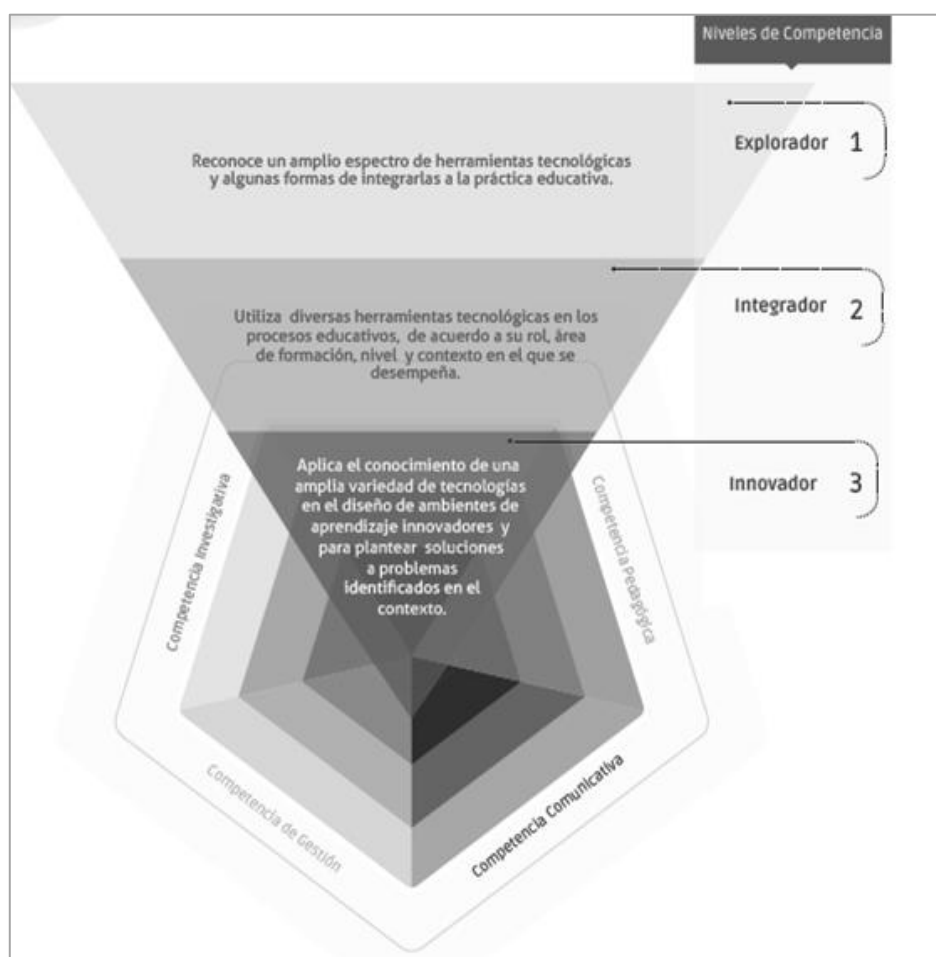 Niveles de Competencia
Explorador 1
Reconoce un amplio espectro de herramientas tecnológicas
y algunas formas de integrarlas a la práctica educativa.
Integrador 2
Utiliza diversas herramientas tecnológicas en los
procesos educativos, de acuerdo a su rol, área
de formación, nivel y contexto en el que se
desempeña.
Innovador 3
Aplica el conocimiento de una
amplia variedad de tecnologías
en el diseño de ambientes de
aprendizaje innovadores y
para plantear soluciones
a problemas
identificados en el
contexto.
Competencia Investigativa
Competencia Pedagógica
Competencia de Gestión
Competencia Comunicativa